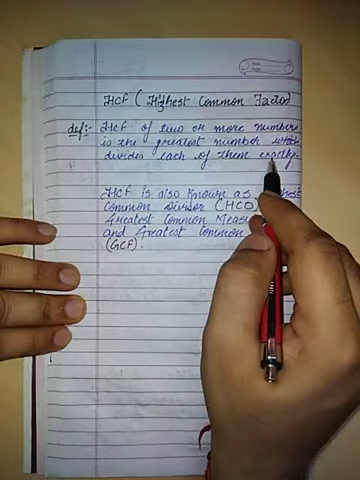 HCF (Highest Common Factor)
def:- HCF of two or more numbers
is the greatest number which
divides each of them exactly.
HCF is also known as
Common Divisor (HCD)
Greatest Common
and Greatest Common
(GCF).